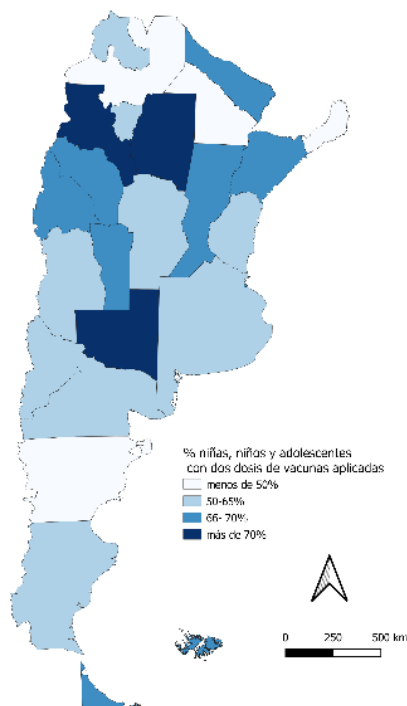 % niñas, niños y adolescentes
con dos dosis de vacunas aplicadas
menos de 50%
50-65%
66- 70%
más de 70%
0 250 500 km